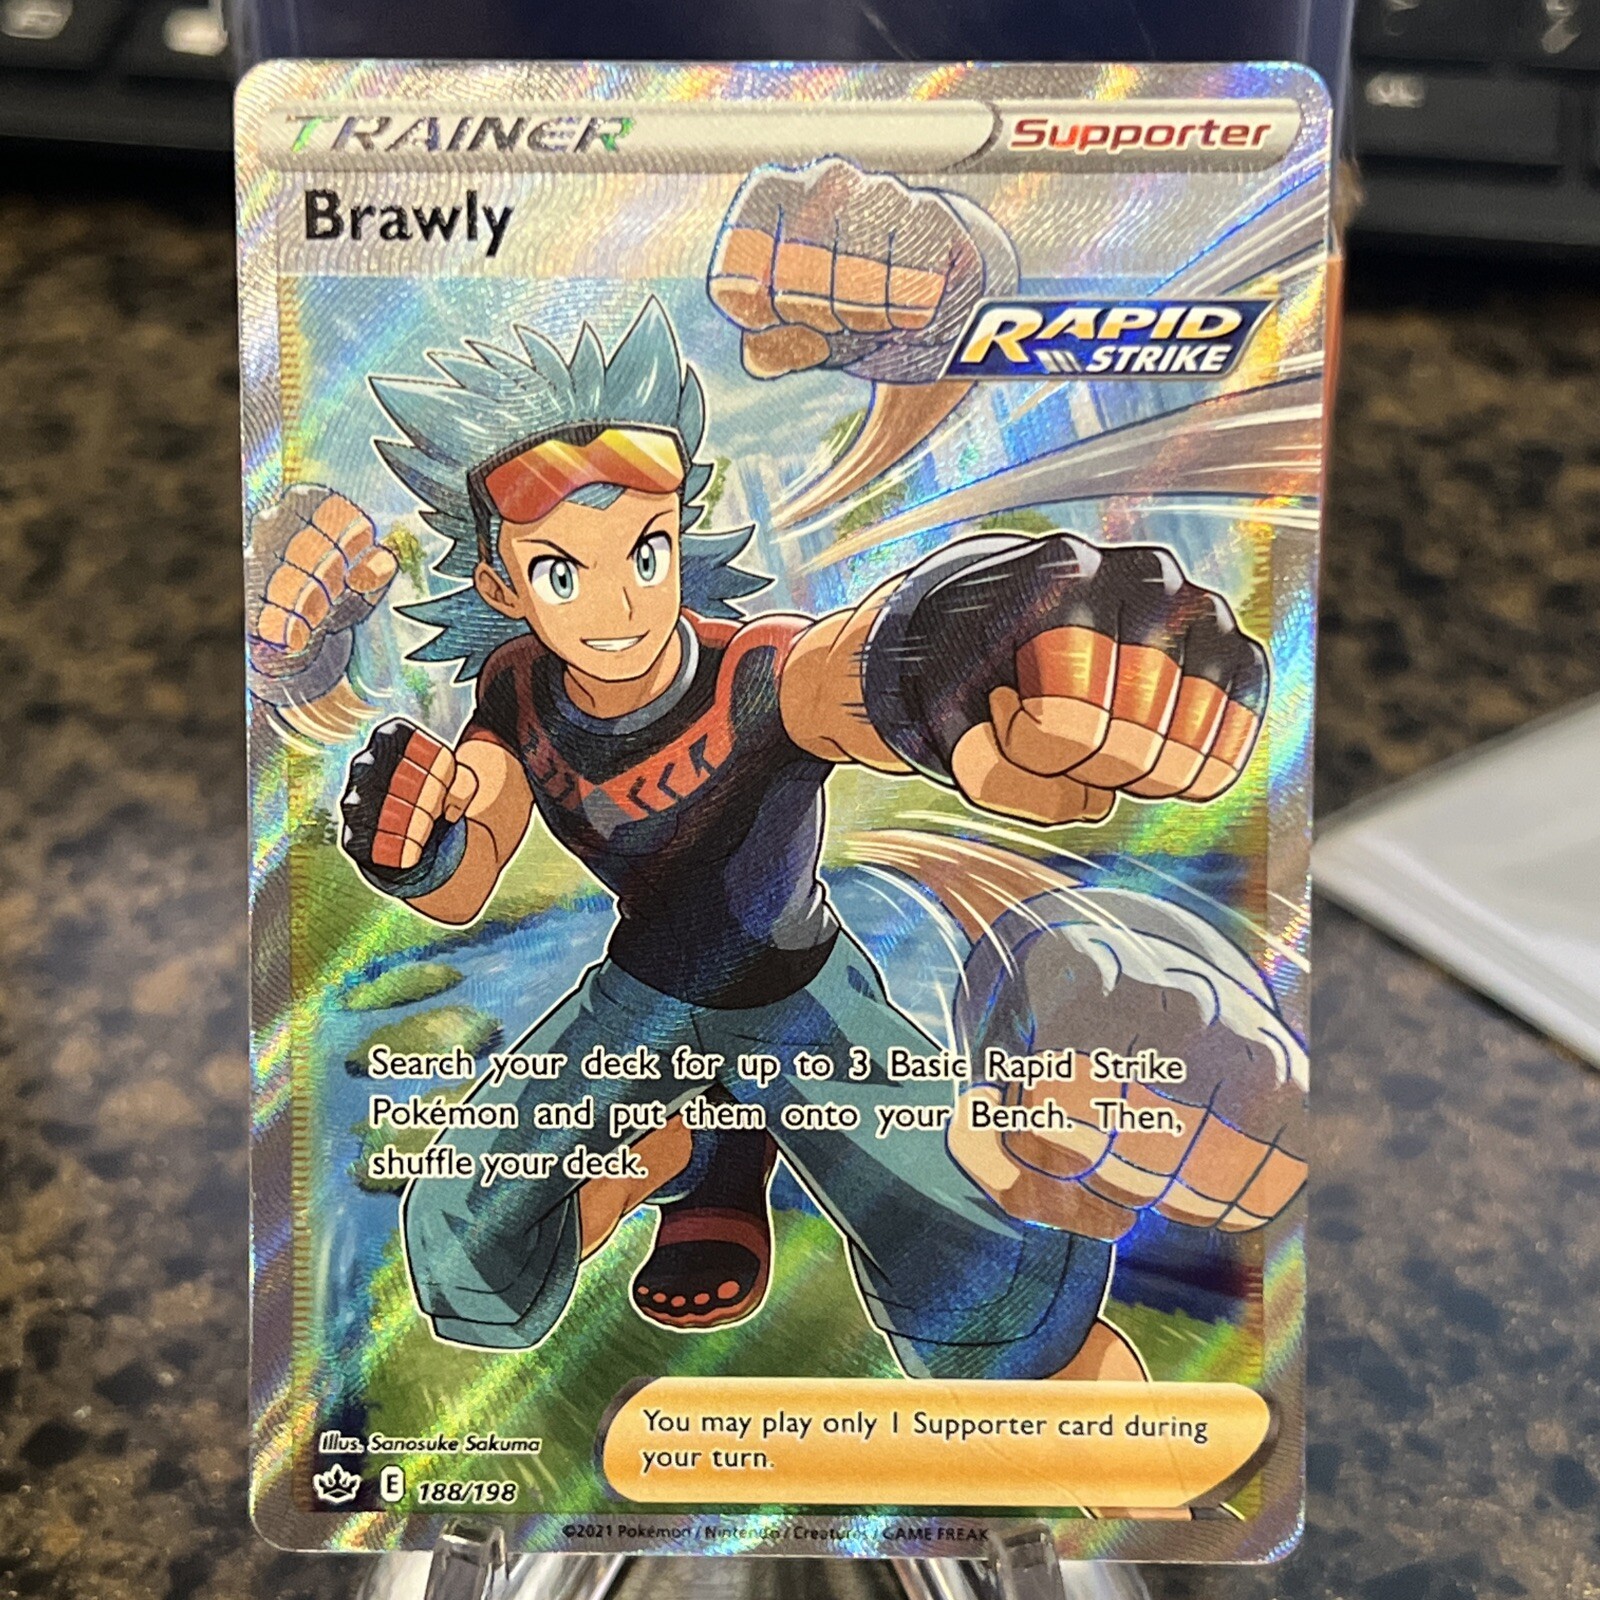 TRAINER
Supporter
Brawly
RAPID
STRIKE
Search your deck for up to 3 Basic Rapid Strike
Pokémon and put them onto your Bench. Then,
shuffle your deck.
You may play only 1 Supporter card during
your turn.
Illus. Sanosuke Sakuma
E 188/198
©2021 Pokémon / Nintendo / Creatures / GAME FREAK